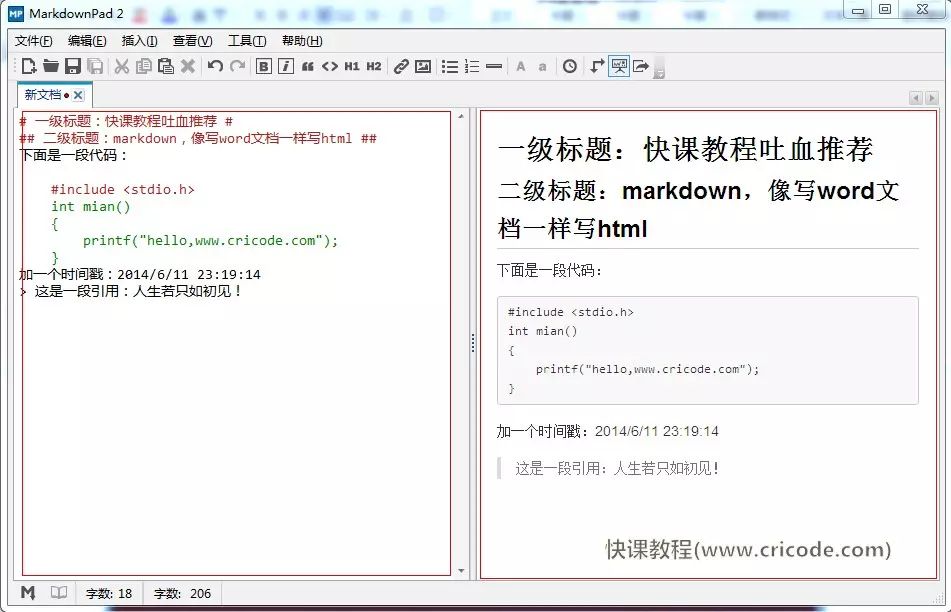 MarkdownPad 2
文件(F) 编辑(E) 插入(I) 查看(V) 工具(T) 帮助(H)
B i H1 H2 A a
新文档
# 一级标题：快课教程吐血推荐 #
## 二级标题：markdown，像写word文档一样写html ##
下面是一段代码：
#include <stdio.h>
int mian()
{
printf("hello,www.cricode.com");
}
加一个时间戳：2014/6/11 23:19:14
> 这是一段引用：人生若只如初见！
一级标题：快课教程吐血推荐
二级标题：markdown，像写word文
档一样写html
下面是一段代码：
#include <stdio.h>
int mian()
{
printf("hello,www.cricode.com");
}
加一个时间戳：2014/6/11 23:19:14
这是一段引用：人生若只如初见！
快课教程(www.cricode.com)
字数: 18 字数: 206